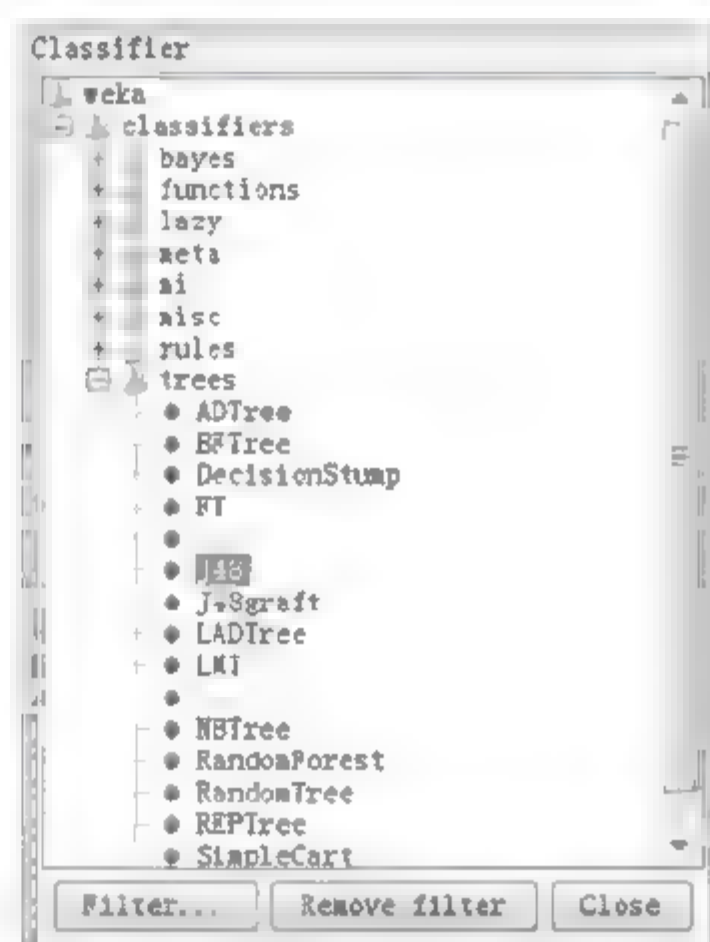 Classifier
weka
classifiers
bayes
functions
lazy
meta
mi
misc
rules
trees
ADTree
BFTree
DecisionStump
FT
J48
J48graft
LADTree
LMT
NBTree
RandomForest
RandomTree
REPTree
SimpleCart
Filter... Remove filter Close